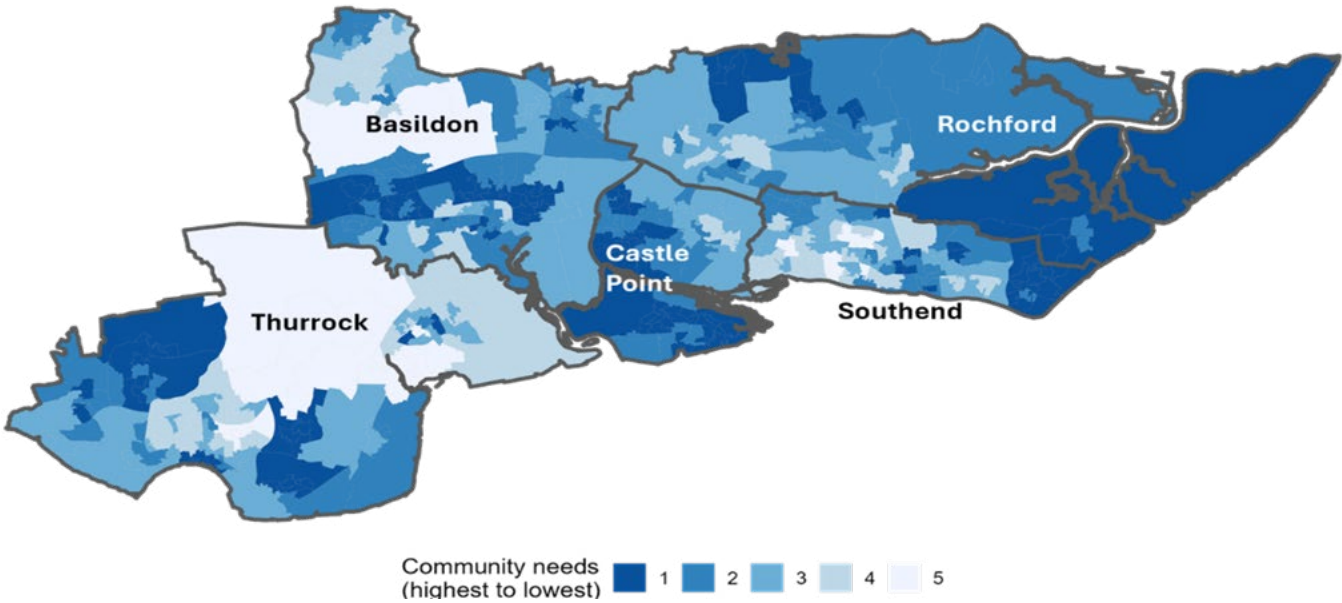 Basildon
Rochford
Castle
Point
Southend
Thurrock
Community needs
(highest to lowest)
1
2
3
4
5